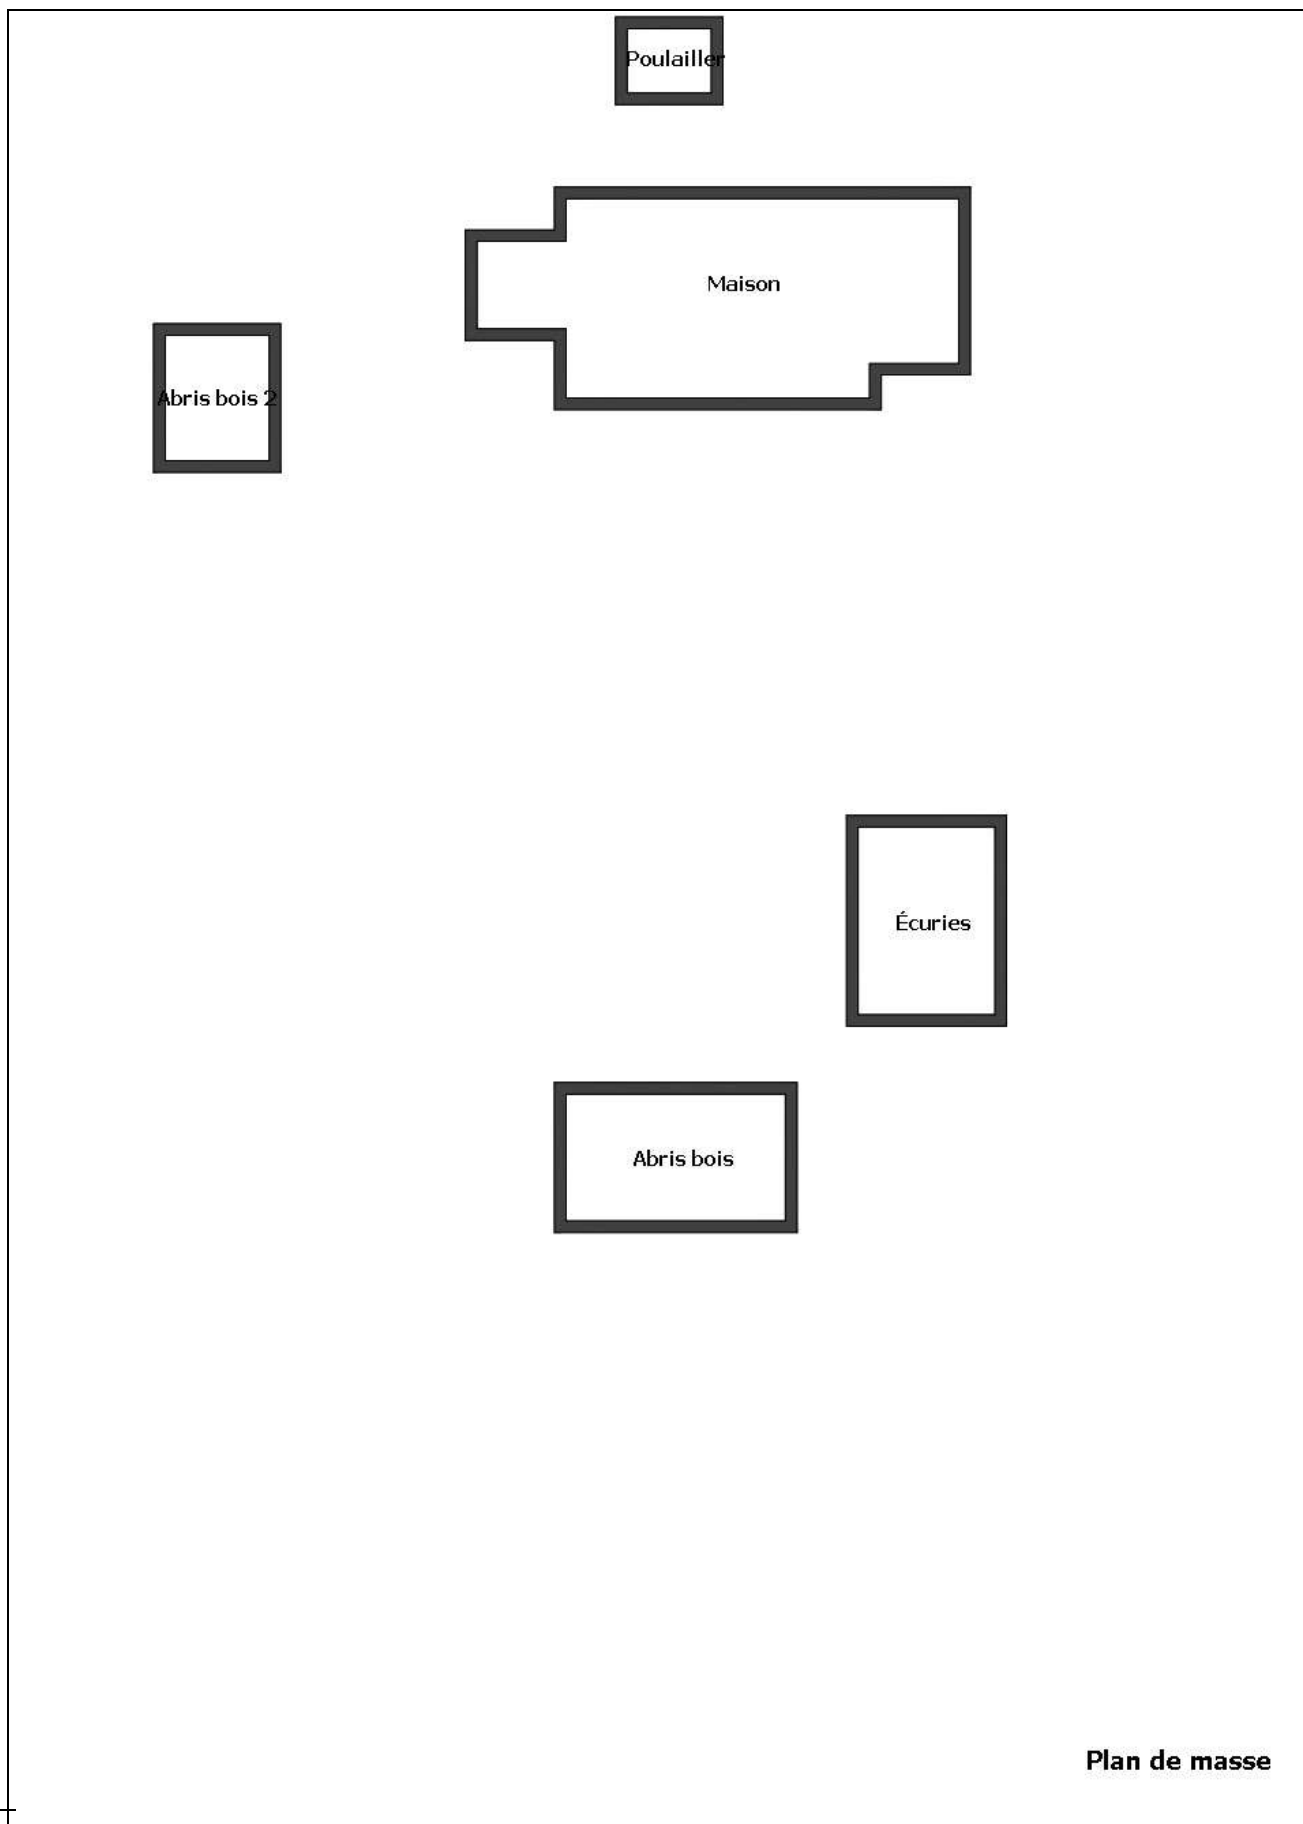 Poulailler
Maison
Abris bois 2
Écuries
Abris bois
Plan de masse